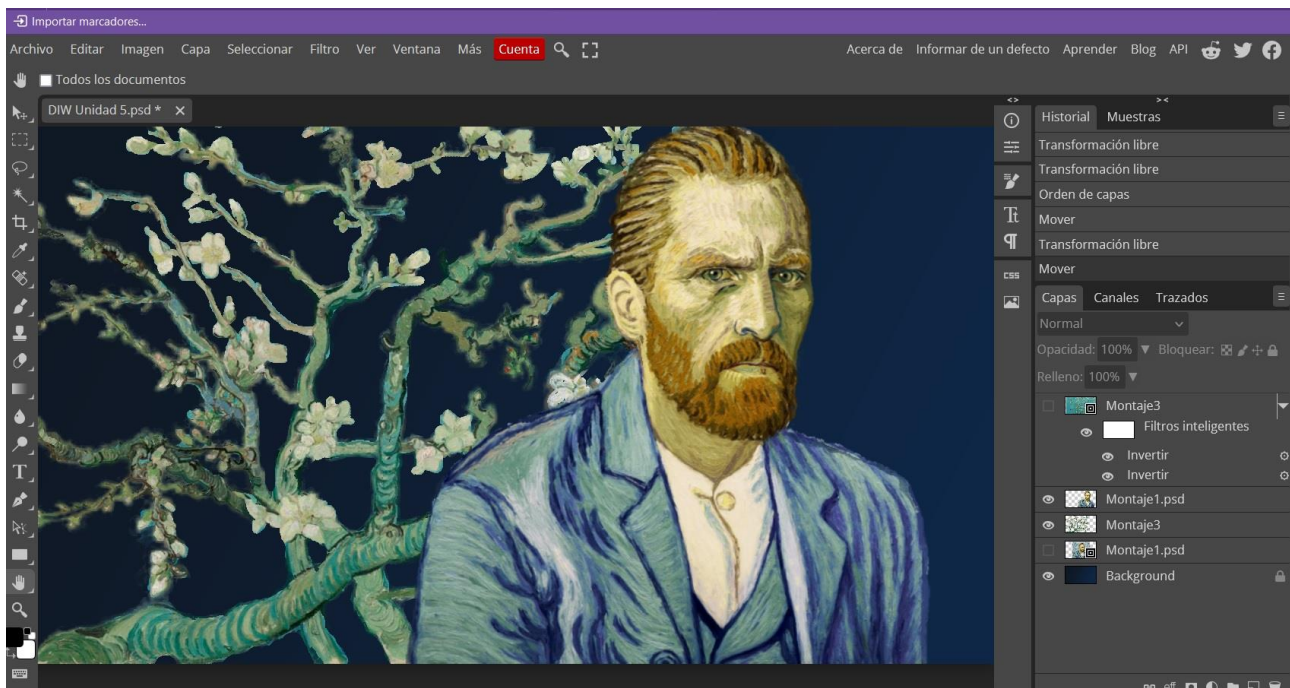 Importar marcadores...
Archivo Editar Imagen Capa Seleccionar Filtro Ver Ventana Más Cuenta Acerca de Informar de un defecto Aprender Blog API
Todos los documentos
DIW Unidad 5.psd *
Historial Muestras
Transformación libre
Transformación libre
Orden de capas
Mover
Transformación libre
Mover
CSS
Capas Canales Trazados
Normal
Opacidad: 100% Bloquear:
Relleno: 100%
Montaje3
Filtros inteligentes
Invertir
Invertir
Montaje1.psd
Montaje3
Montaje1.psd
Background
eff